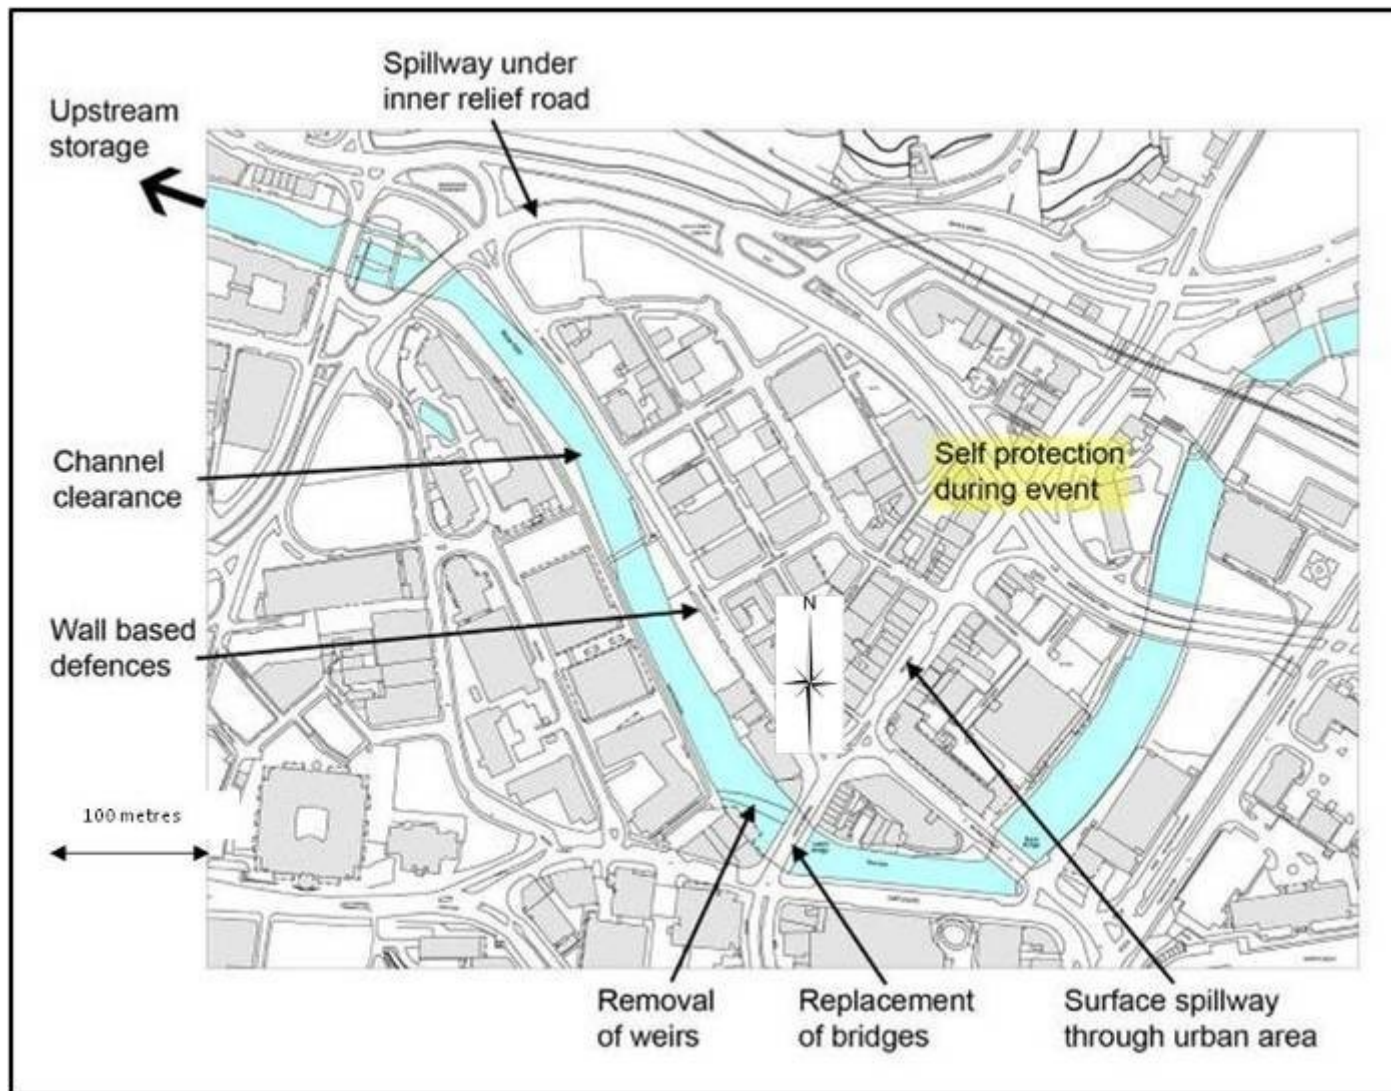 Spillway under
inner relief road
Upstream
storage
Self protection
during event
Channel
clearance
N
Wall based
defences
100 metres
Removal
of weirs
Replacement
of bridges
Surface spillway
through urban area